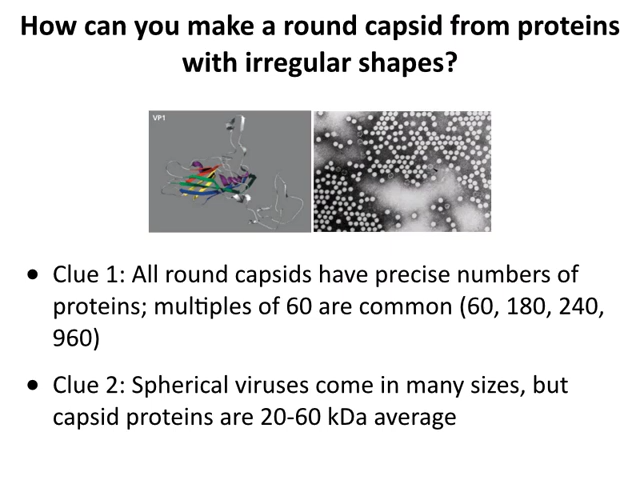 How can you make a round capsid from proteins
with irregular shapes?
VP1
• Clue 1: All round capsids have precise numbers of
proteins; multiples of 60 are common (60, 180, 240,
960)
• Clue 2: Spherical viruses come in many sizes, but
capsid proteins are 20-60 kDa average